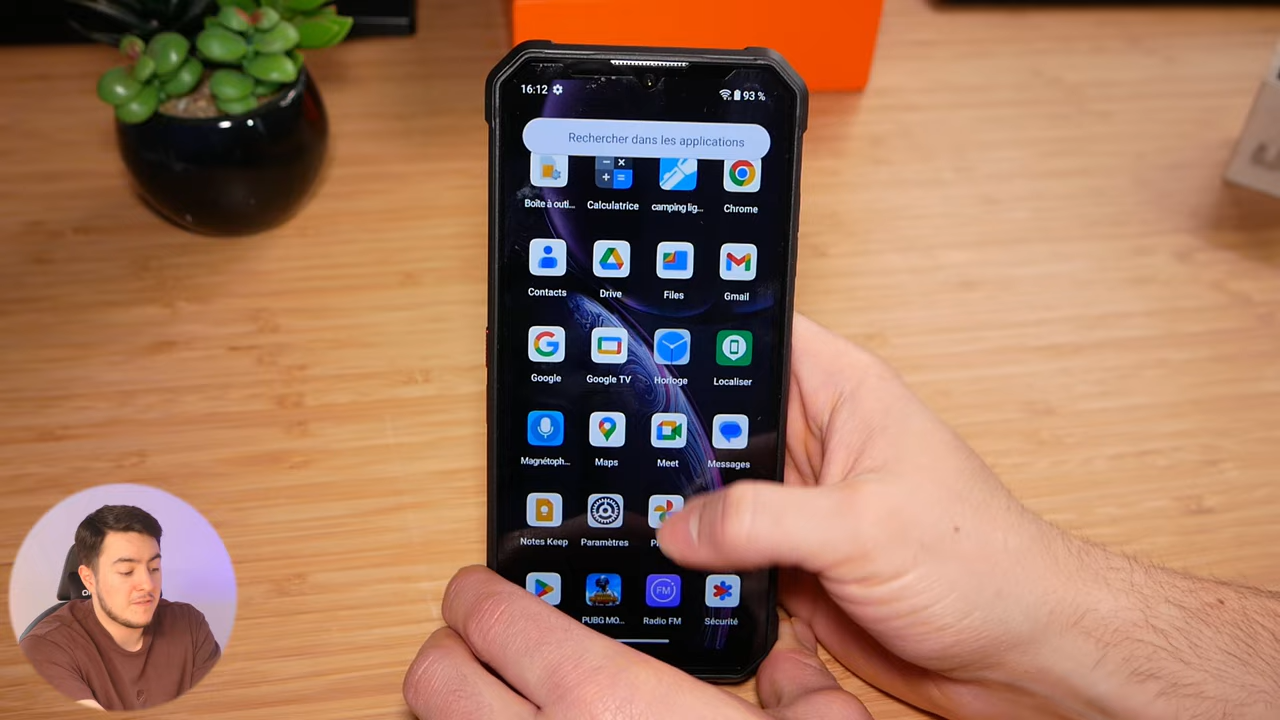 16:12
93 %
Rechercher dans les applications
Boîte à outi...
Calculatrice
camping lig...
Chrome
Contacts
Drive
Files
Gmail
Google
Google TV
Horloge
Localiser
Magnétoph...
Maps
Meet
Messages
Notes Keep
Paramètres
PUBG MO...
FM
Radio FM
Sécurité